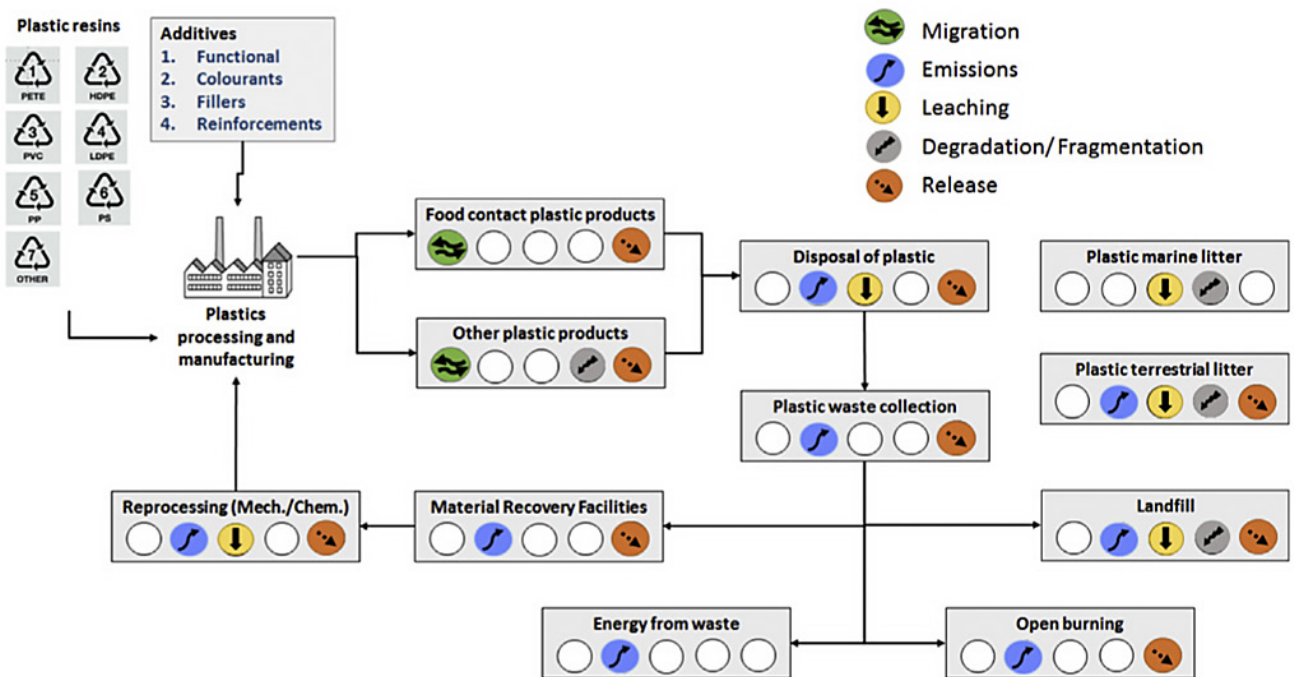 Plastic resins
1
PETE
2
HDPE
3
PVC
4
LDPE
5
PP
6
PS
7
OTHER
Additives
1. Functional
2. Colourants
3. Fillers
4. Reinforcements
Migration
Emissions
Leaching
Degradation/ Fragmentation
Release
Plastics
processing and
manufacturing
Food contact plastic products
Other plastic products
Disposal of plastic
Plastic marine litter
Plastic terrestrial litter
Plastic waste collection
Reprocessing (Mech./Chem.)
Material Recovery Facilities
Landfill
Energy from waste
Open burning